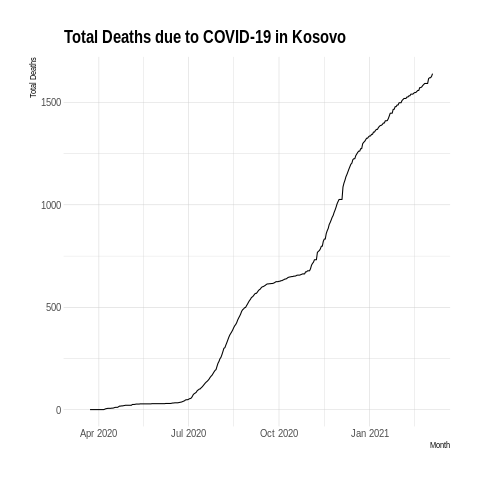 Total Deaths due to COVID-19 in Kosovo
Total Deaths
1500
1000
500
0
Apr 2020 Jul 2020 Oct 2020 Jan 2021
Month